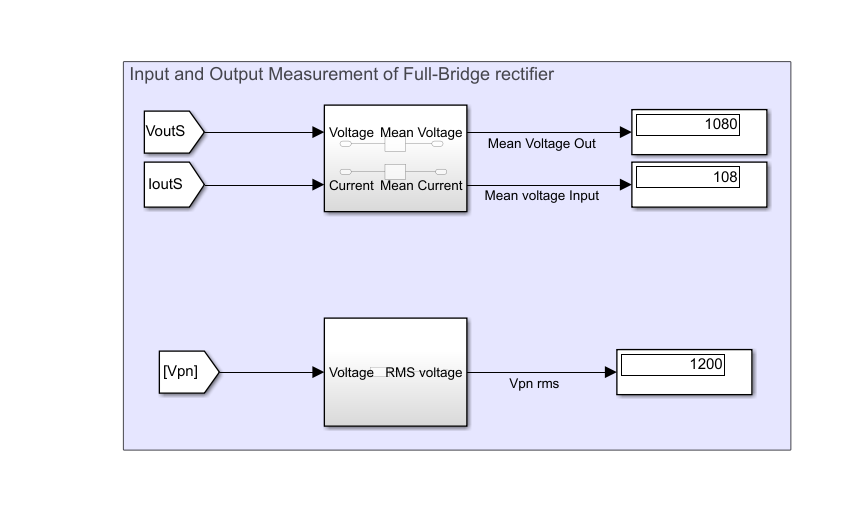 Input and Output Measurement of Full-Bridge rectifier
VoutS
Voltage Mean Voltage
Mean Voltage Out
1080
IoutS
Current Mean Current
Mean voltage Input
108
[Vpn]
Voltage RMS voltage
Vpn rms
1200